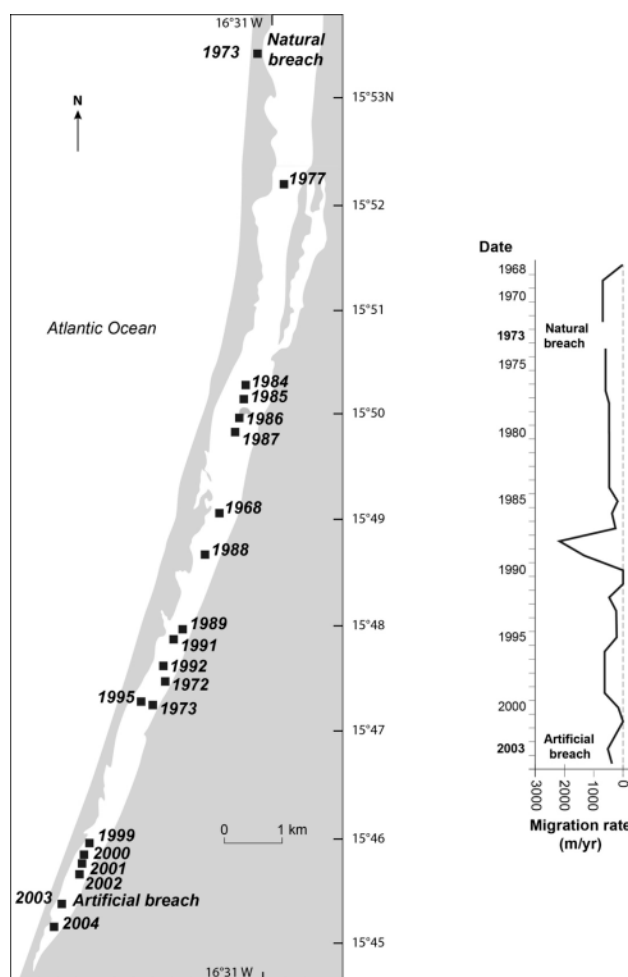 16°31 W
1973
Natural
breach
15°53N
N
1977
15°52
15°51
Atlantic Ocean
1984
1985
15°50
1986
1987
1968
15°49
1988
1989
15°48
1991
1992
1972
1995
1973
15°47
1999
0 1 km
15°46
2000
2001
2002
2003 Artificial breach
2004
15°45
16°31 W
Date
1968
1970
1973
Natural
breach
1975
1980
1985
1990
1995
2000
2003
Artificial
breach
3000
2000
1000
0
Migration rate
(m/yr)